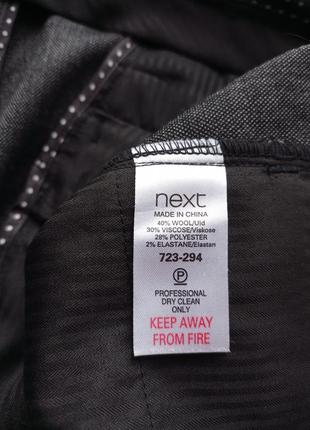 next
MADE IN CHINA
40% WOOL/Uld
30% VISCOSE/Viskose
28% POLYESTER
2% ELASTANE/Elastan
723-294
P
PROFESSIONAL
DRY CLEAN
ONLY
KEEP AWAY
FROM FIRE